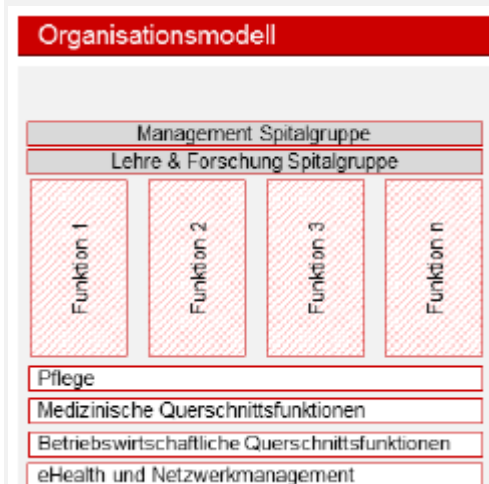 Organisationsmodell
Management Spitalgruppe
Lehre & Forschung Spitalgruppe
Funktion 1
Funktion 2
Funktion 3
Funktion n
Pflege
Medizinische Querschnittsfunktionen
Betriebswirtschaftliche Querschnittsfunktionen
eHealth und Netzwerkmanagement